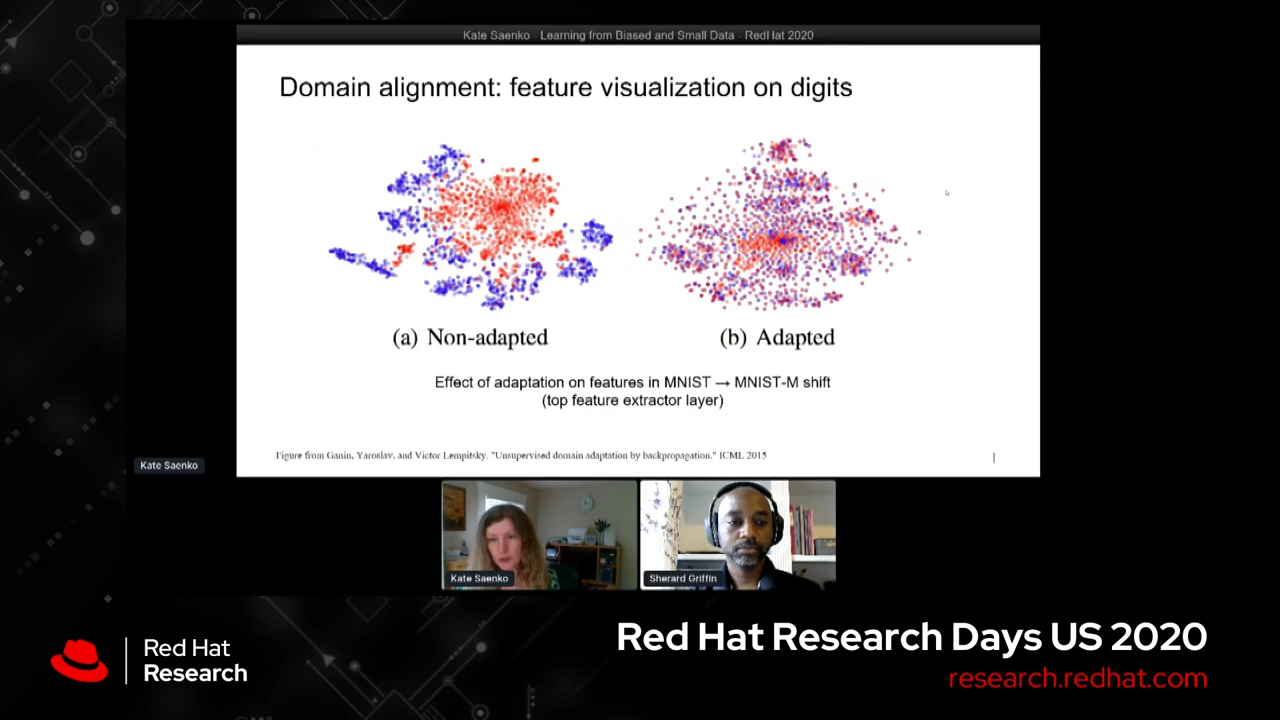 Kate Saenko - Learning from Biased and Small Data - RedHat 2020
Domain alignment: feature visualization on digits
(a) Non-adapted
(b) Adapted
Effect of adaptation on features in MNIST → MNIST-M shift
(top feature extractor layer)
Figure from Ganin, Yaroslav, and Victor Lempitsky. "Unsupervised domain adaptation by backpropagation." ICML 2015
Kate Saenko
Kate Saenko
Sherard Griffin
Red Hat
Research
Red Hat Research Days US 2020
research.redhat.com